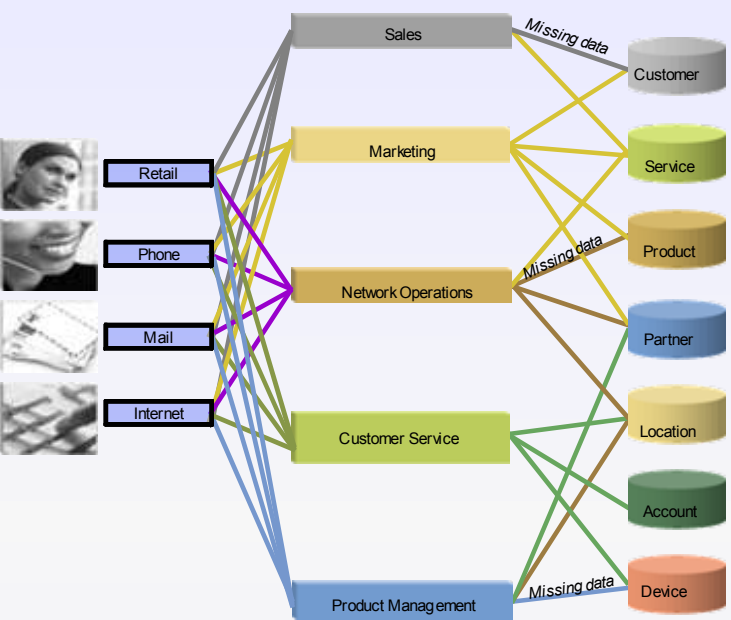 Sales
Missing data
Customer
Marketing
Service
Retail
Product
Phone
Missing data
Network Operations
Mail
Partner
Internet
Location
Customer Service
Account
Missing data
Device
Product Management